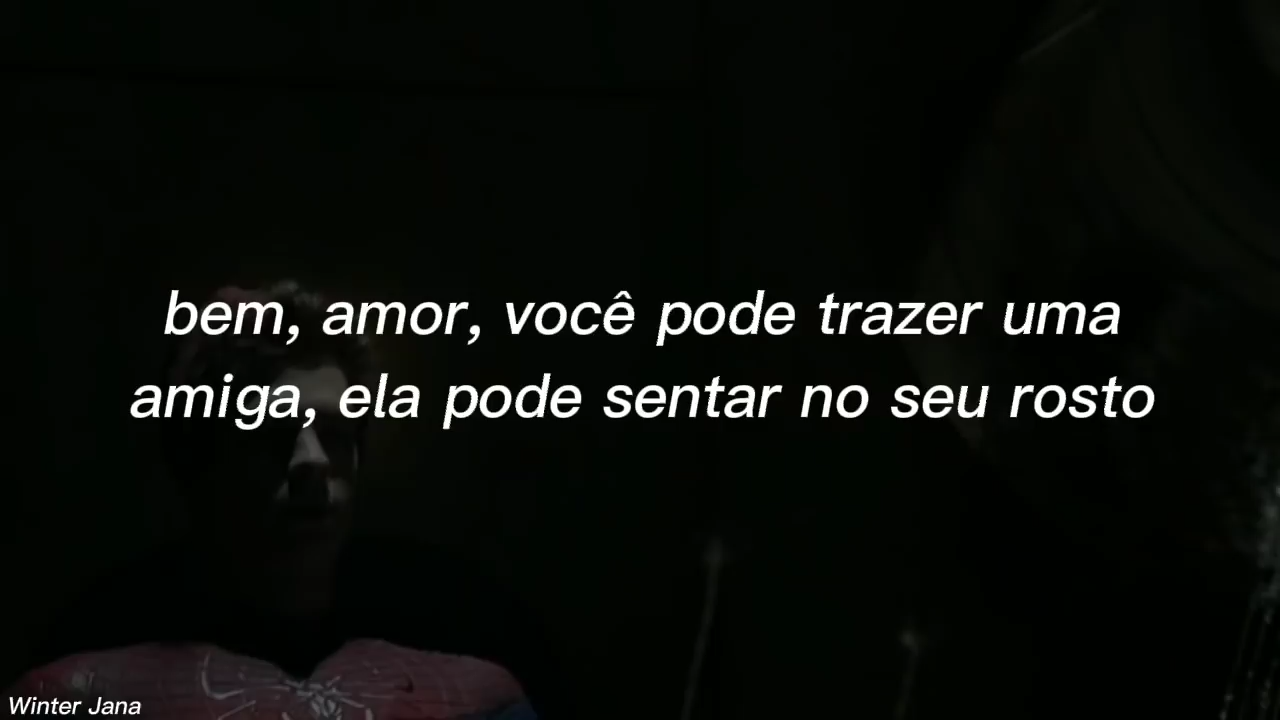 bem, amor, você pode trazer uma
amiga, ela pode sentar no seu rosto
Winter Jana